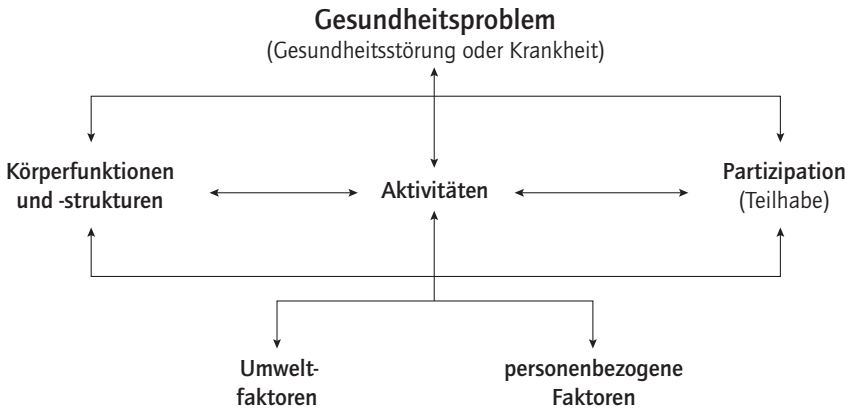 Gesundheitsproblem
(Gesundheitsstörung oder Krankheit)
Körperfunktionen
und -strukturen
Aktivitäten
Partizipation
(Teilhabe)
Umwelt-
faktoren
personenbezogene
Faktoren